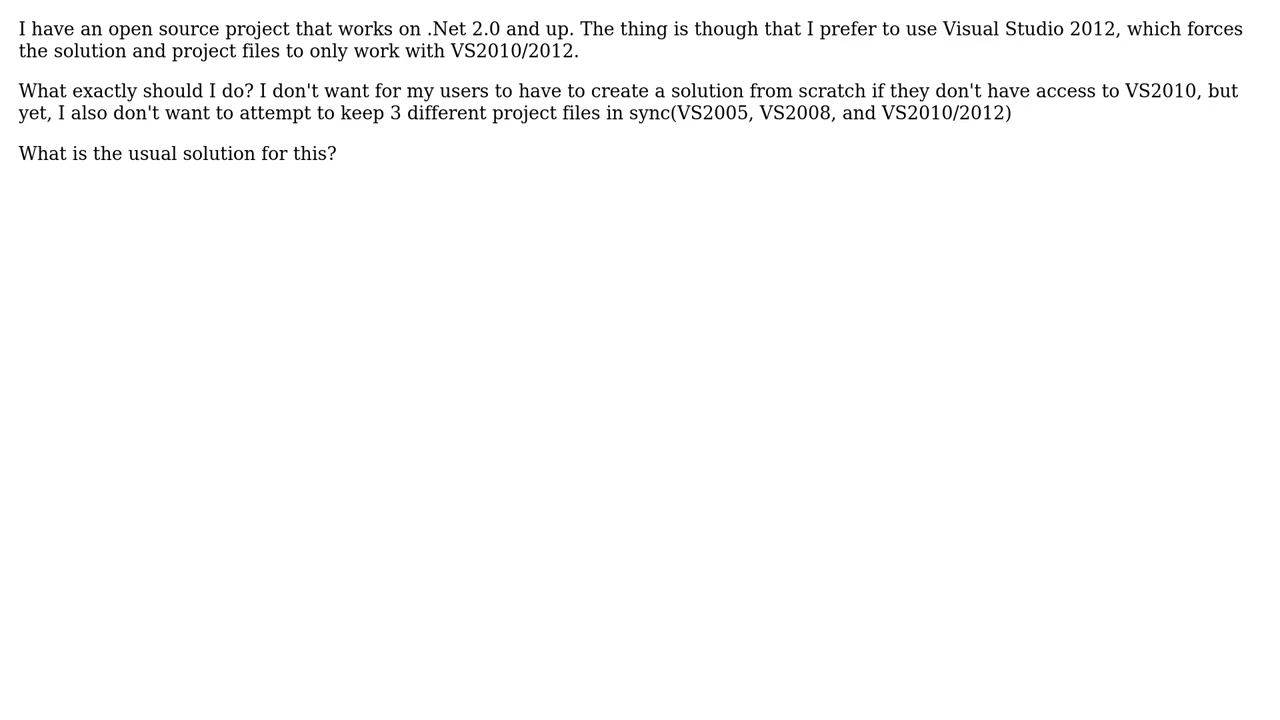 I have an open source project that works on .Net 2.0 and up. The thing is though that I prefer to use Visual Studio 2012, which forces
the solution and project files to only work with VS2010/2012.
What exactly should I do? I don't want for my users to have to create a solution from scratch if they don't have access to VS2010, but
yet, I also don't want to attempt to keep 3 different project files in sync(VS2005, VS2008, and VS2010/2012)
What is the usual solution for this?